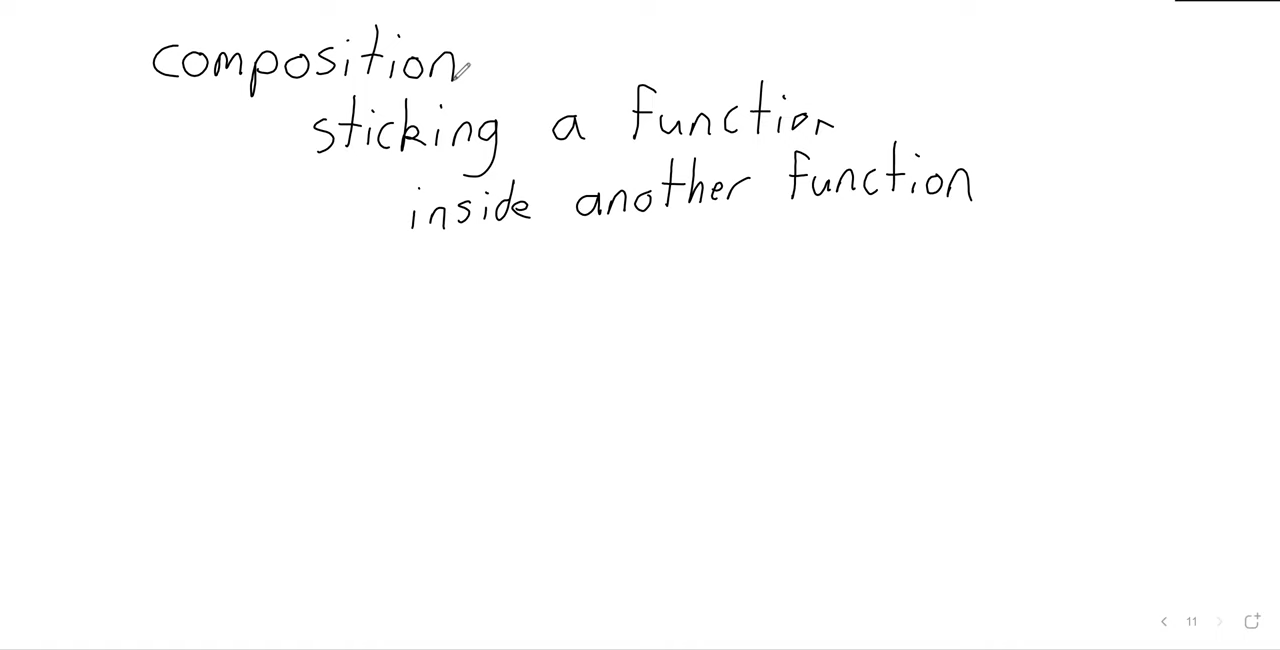 composition
sticking a function
inside another function
11